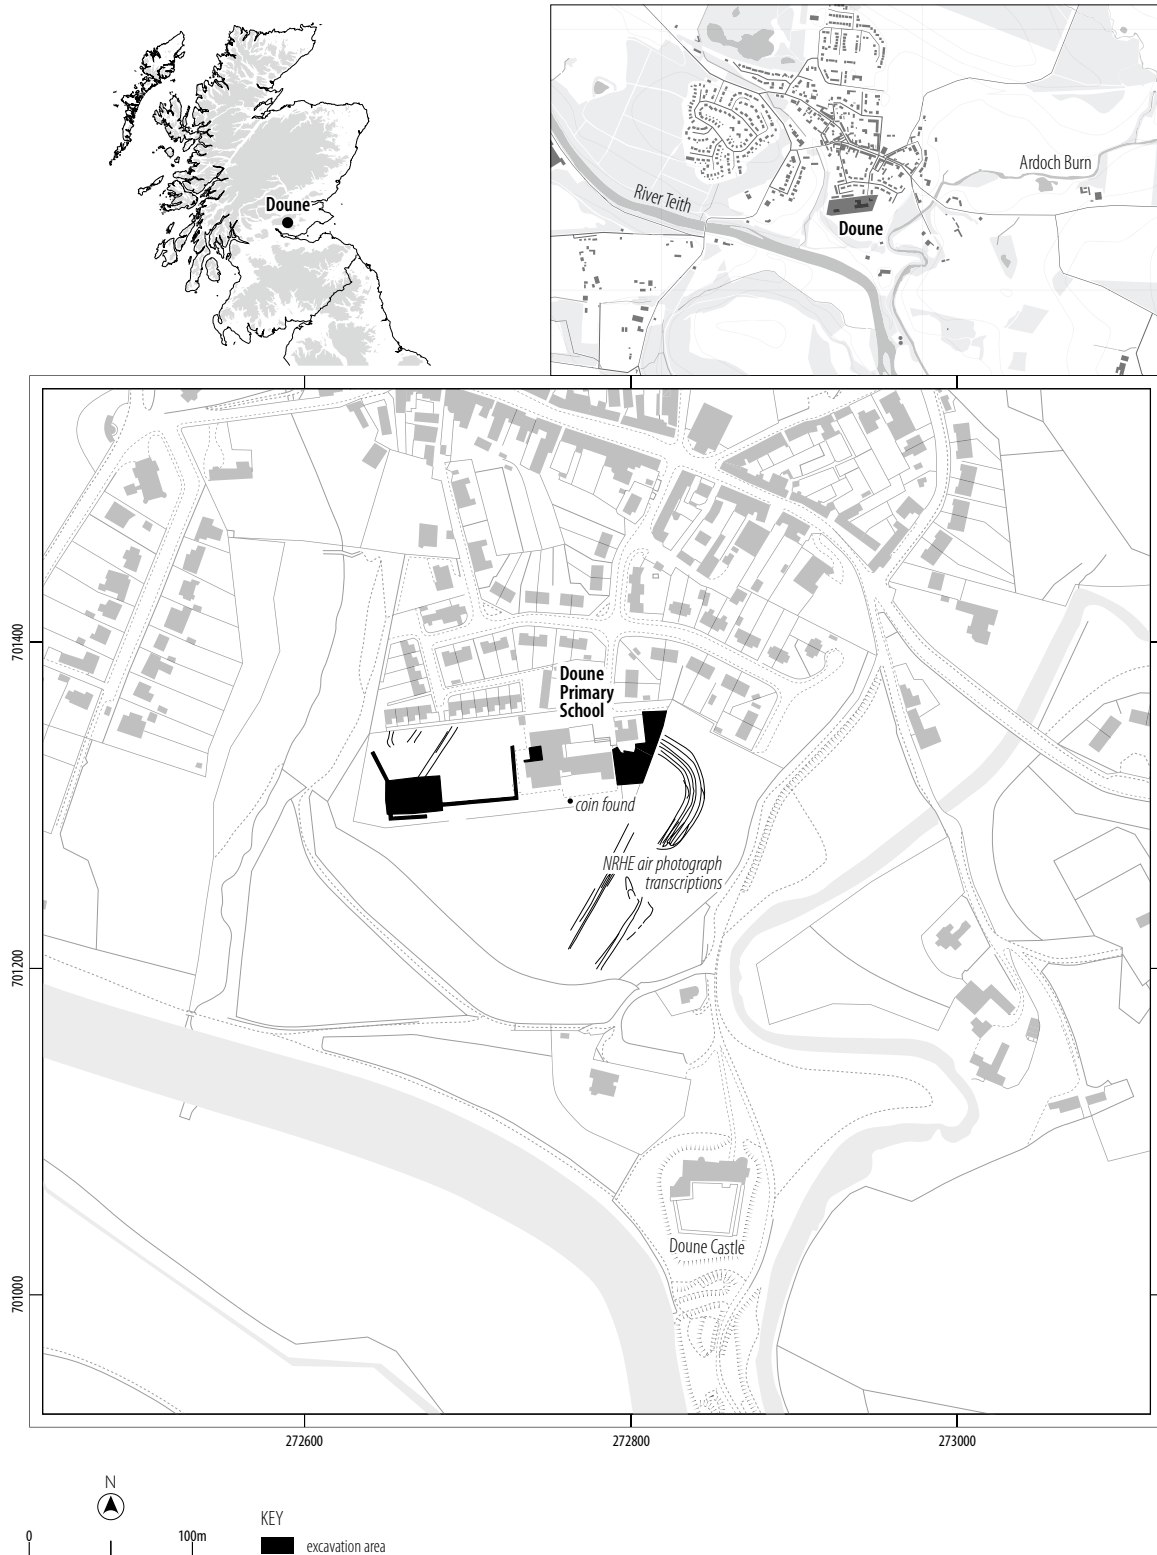 Doune
River Teith
Ardoch Burn
Doune
701400
701200
701000
Doune
Primary
School
coin found
NRHE air photograph
transcriptions
Doune Castle
272600
272800
273000
N
0
100m
KEY
excavation area